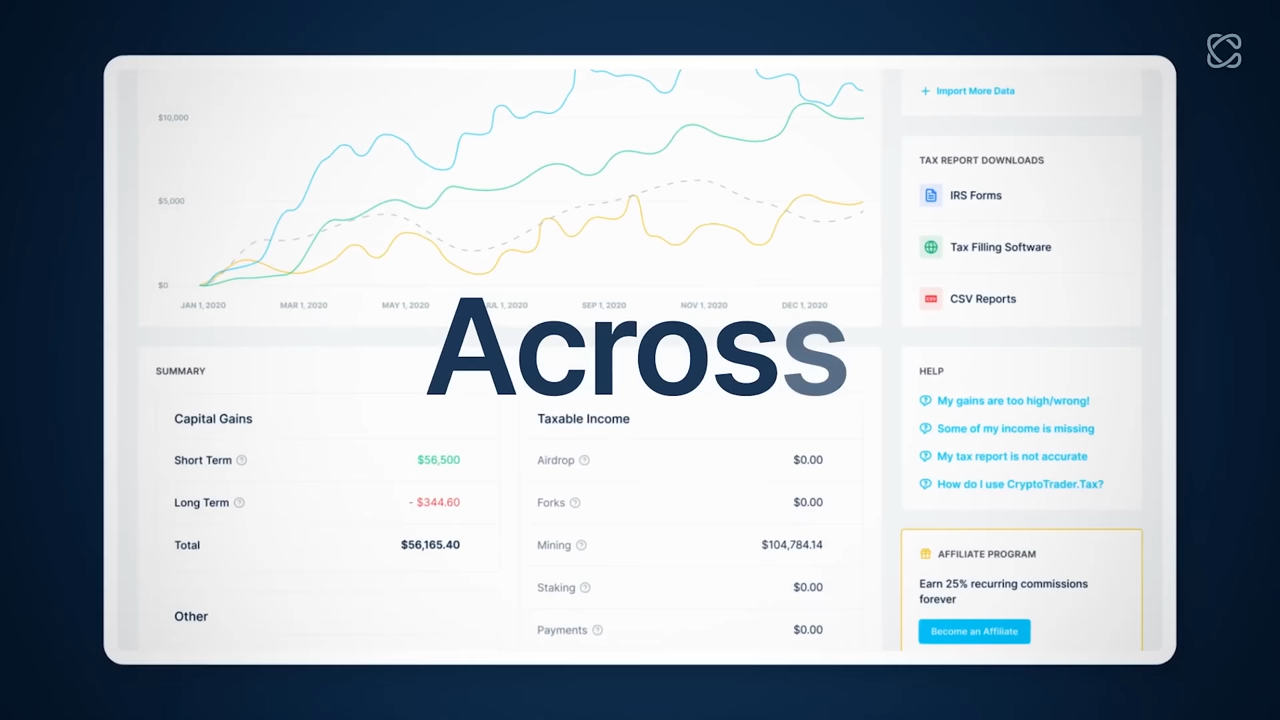 Import More Data
$10,000
$5,000
$0
JAN 1, 2020
MAR 1, 2020
MAY 1, 2020
JUL 1, 2020
SEP 1, 2020
NOV 1, 2020
DEC 1, 2020
TAX REPORT DOWNLOADS
IRS Forms
Tax Filling Software
CSV Reports
Across
SUMMARY
Capital Gains
Short Term $56,500
Long Term - $344.60
Total $56,165.40
Other
Taxable Income
Airdrop $0.00
Forks $0.00
Mining $104,784.14
Staking $0.00
Payments $0.00
HELP
My gains are too high/wrong!
Some of my income is missing
My tax report is not accurate
How do I use CryptoTrader.Tax?
AFFILIATE PROGRAM
Earn 25% recurring commissions
forever
Become an Affiliate